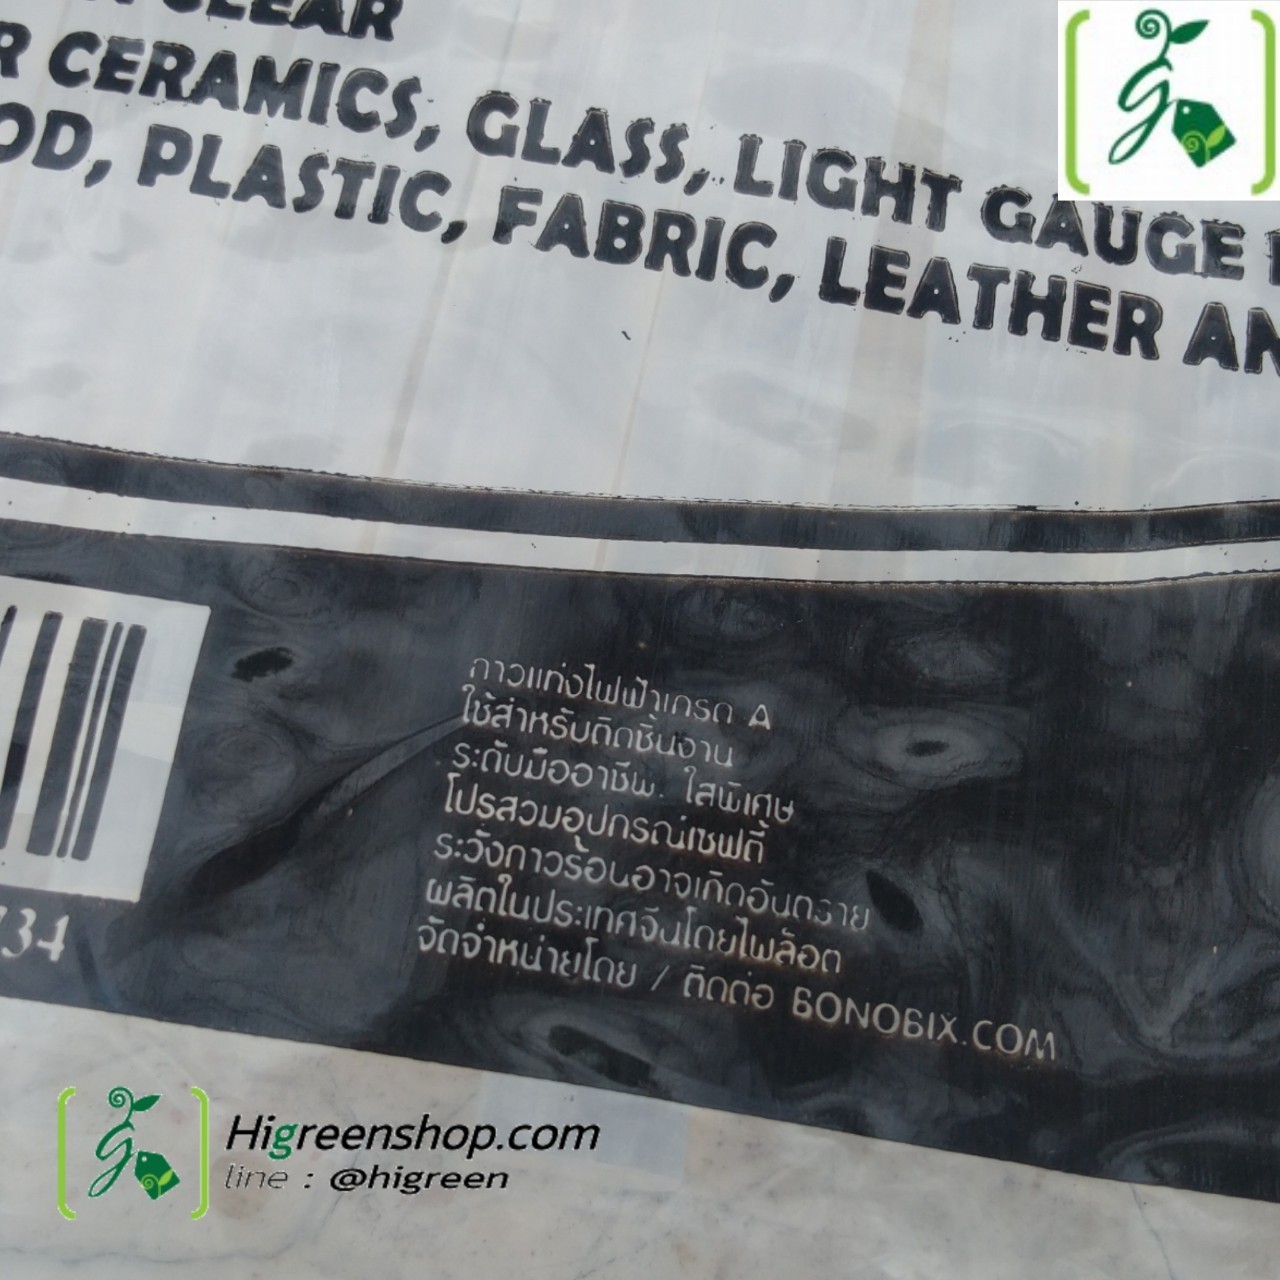 CLEAR
CERAMICS, GLASS, LIGHT GAUGE
OD, PLASTIC, FABRIC, LEATHER AN
กาวแท่งไฟฟ้าเกรด A
ใช้สำหรับติดชิ้นงาน
ระดับมืออาชีพ. ใสพิเศษ
โปรสวมอุปกรณ์เซฟตี้
ระวังกาวร้อนอาจเกิดอันตราย
ผลิตในประเทศจีนโดยไพล้อต
จัดจำหน่ายโดย / ติดต่อ BONOBIX.COM
734
Higreenshop.com
line : @higreen